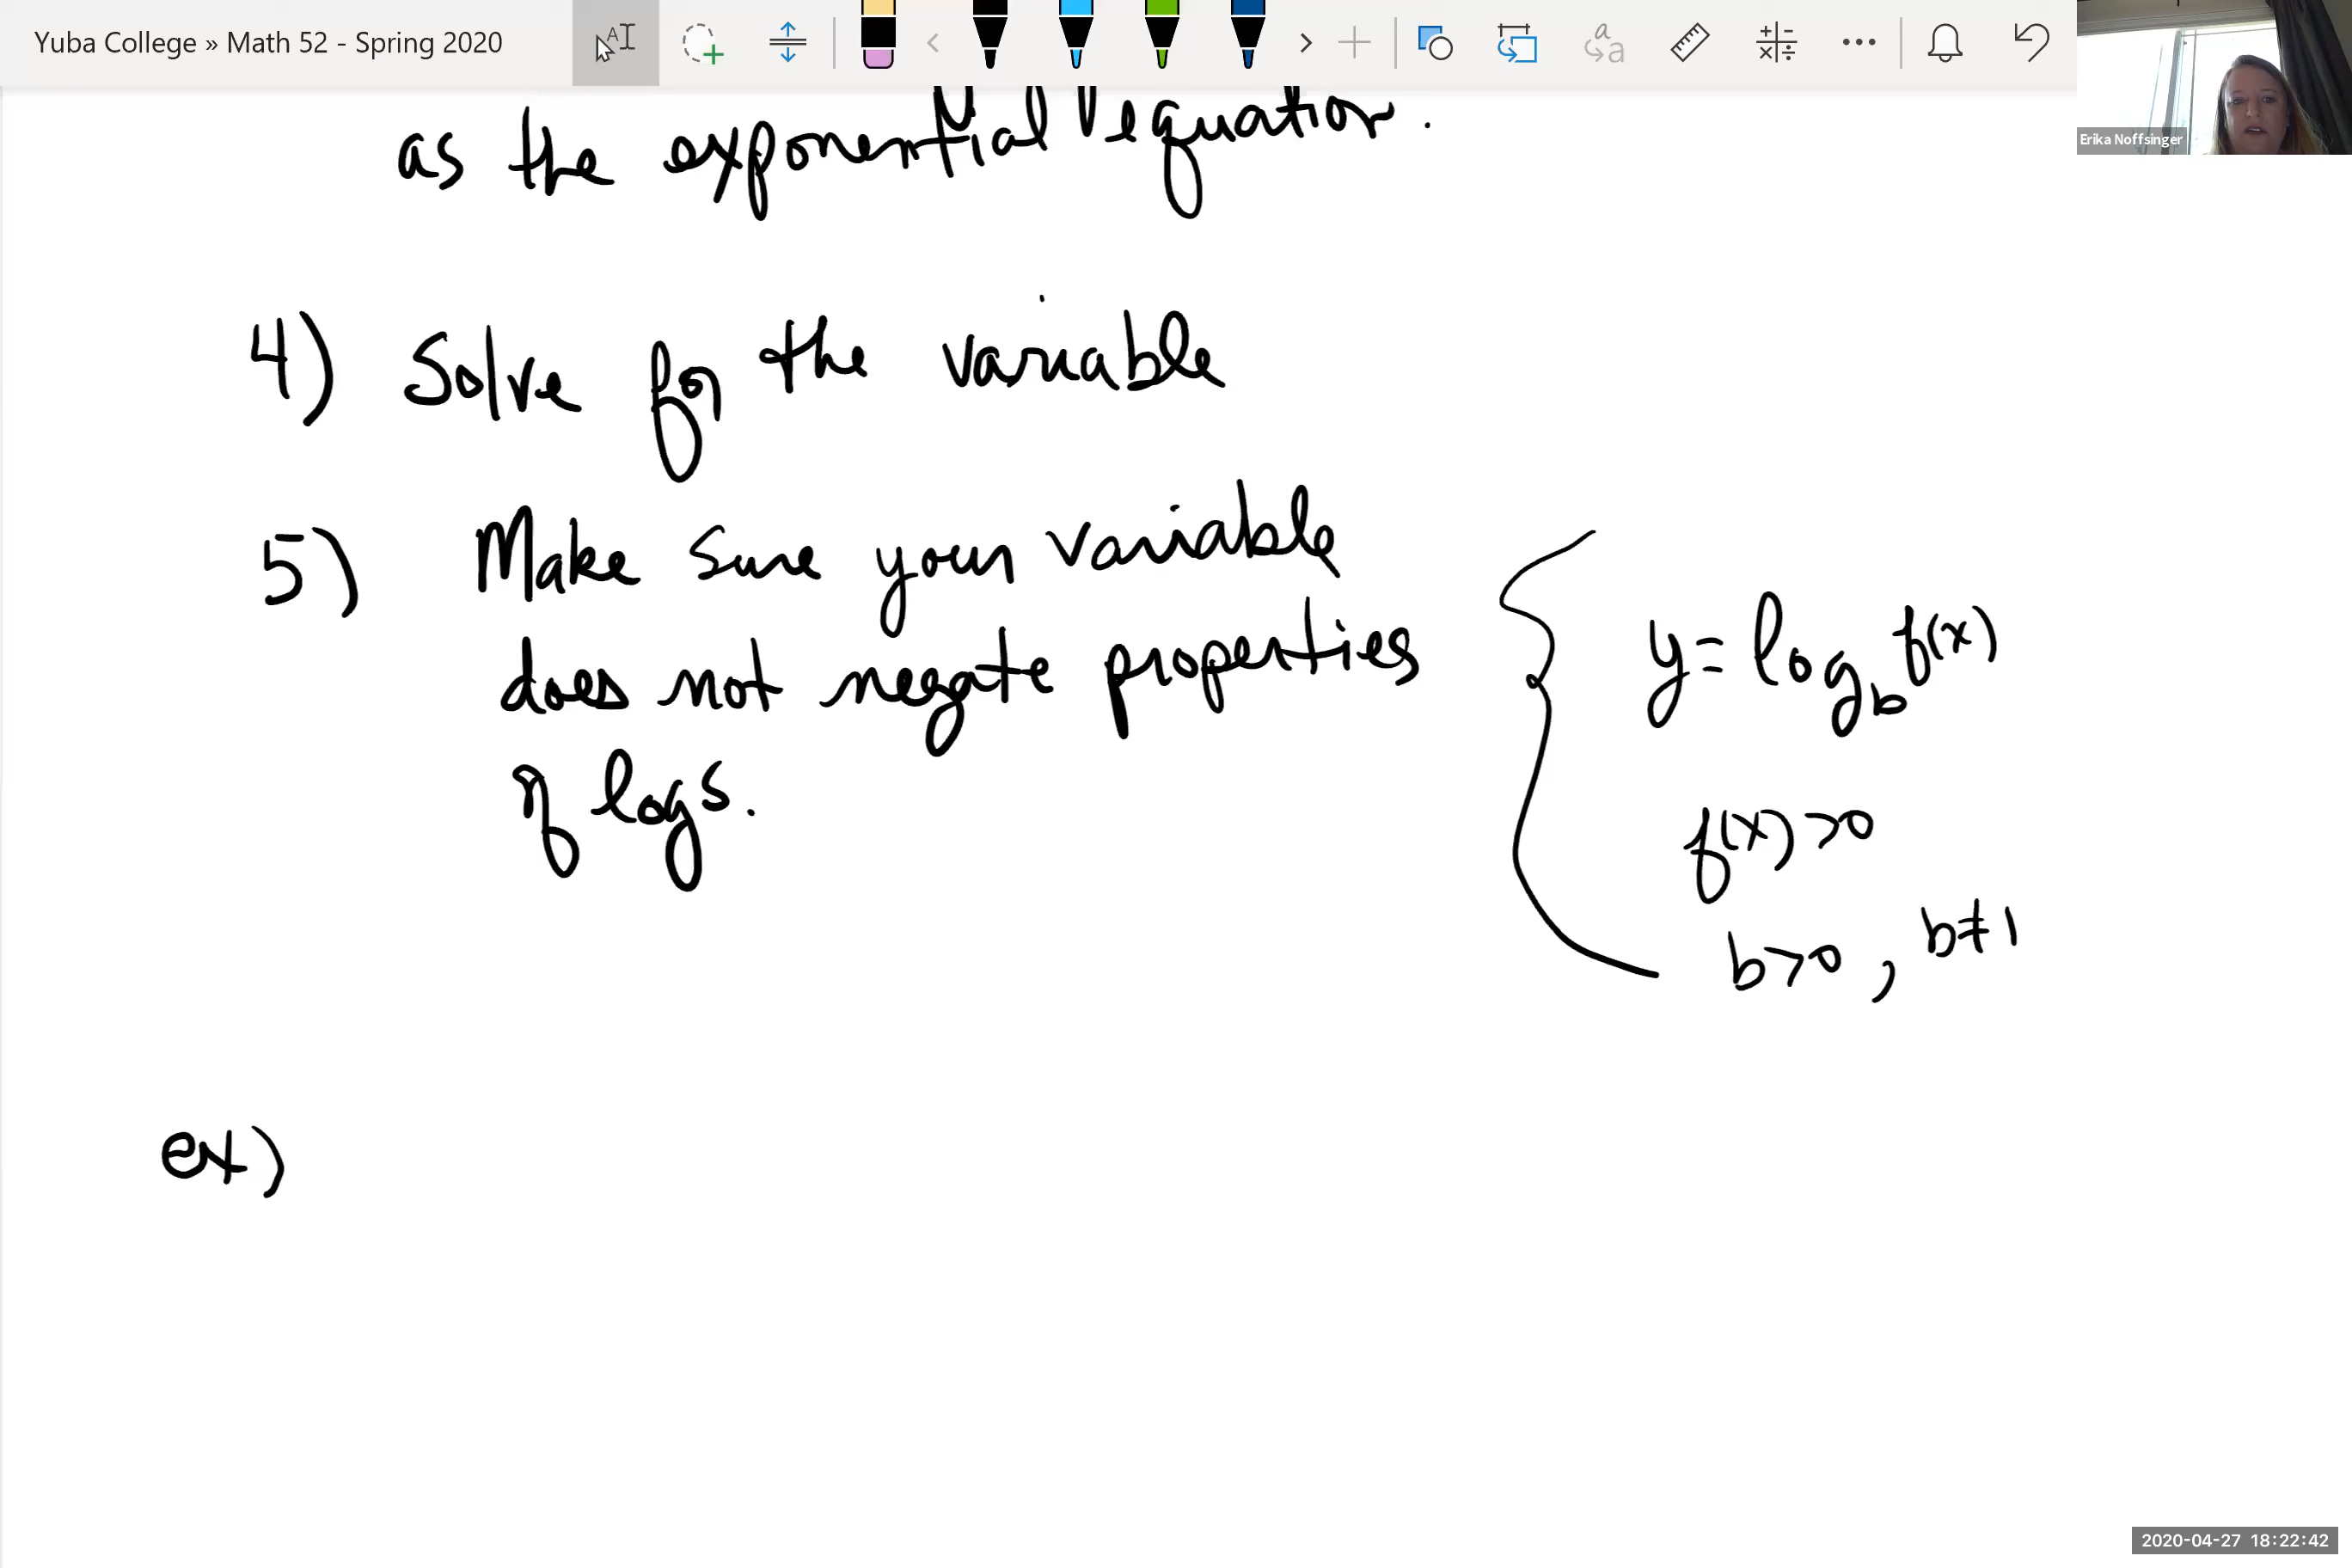 Yuba College » Math 52 - Spring 2020
Erika Noffsinger
as the exponential equation.
4) Solve for the variable
5) Make sure your variable
does not negate properties
of logs.
y = log_b f(x)
f(x) > 0
b > 0 , b ≠ 1
ex)
2020-04-27 18:22:42